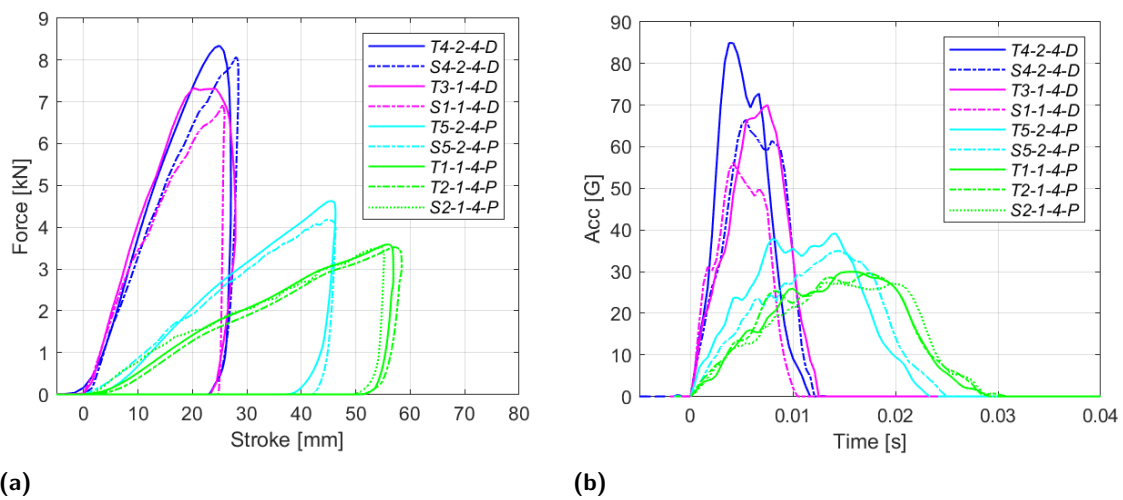 9
8
7
6
5
4
3
2
1
0
Force [kN]
0 10 20 30 40 50 60 70 80
Stroke [mm]
T4-2-4-D
S4-2-4-D
T3-1-4-D
S1-1-4-D
T5-2-4-P
S5-2-4-P
T1-1-4-P
T2-1-4-P
S2-1-4-P
(a)
90
80
70
60
50
40
30
20
10
0
Acc [G]
0 0.01 0.02 0.03 0.04
Time [s]
T4-2-4-D
S4-2-4-D
T3-1-4-D
S1-1-4-D
T5-2-4-P
S5-2-4-P
T1-1-4-P
T2-1-4-P
S2-1-4-P
(b)